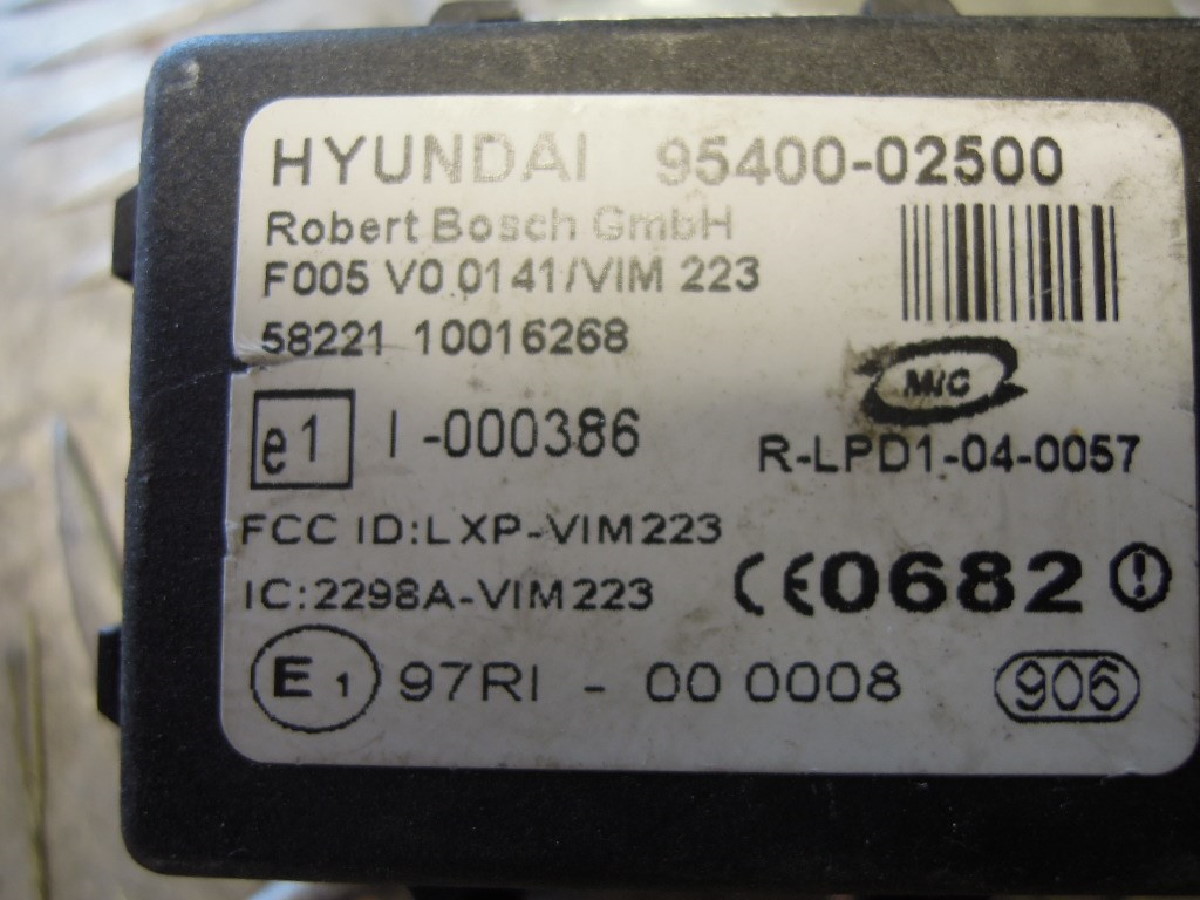 HYUNDAI 95400-02500
Robert Bosch GmbH
F005 V0 0141/VIM 223
58221 10016268
MIC
e1 I -000386
R-LPD1-04-0057
FCC ID:LXP-VIM223
IC:2298A-VIM223
CE0682 !
E1 97RI - 00 0008
906